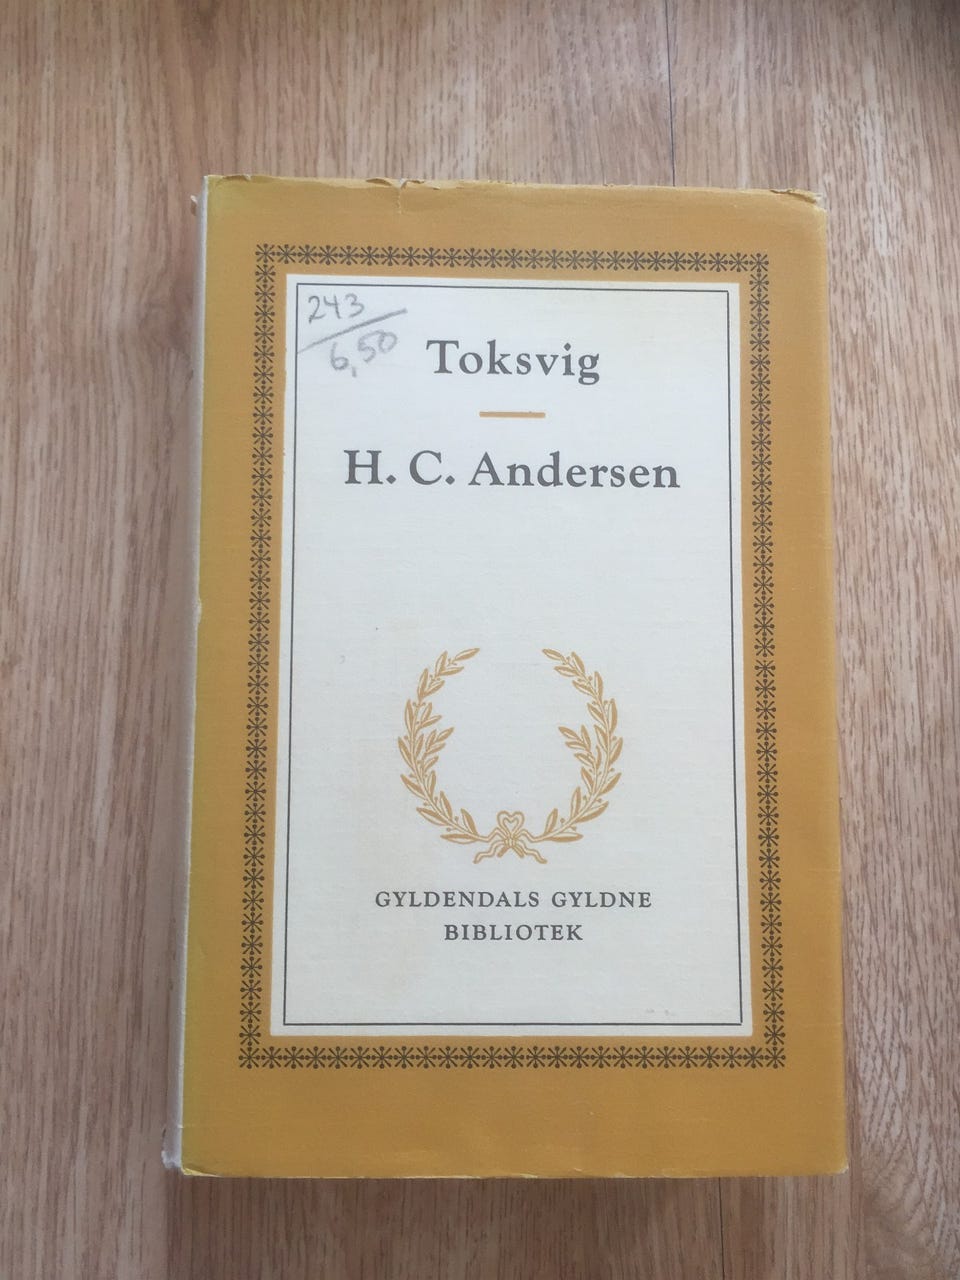 243
6,50
Toksvig
H. C. Andersen
GYLDENDALS GYLDNE
BIBLIOTEK